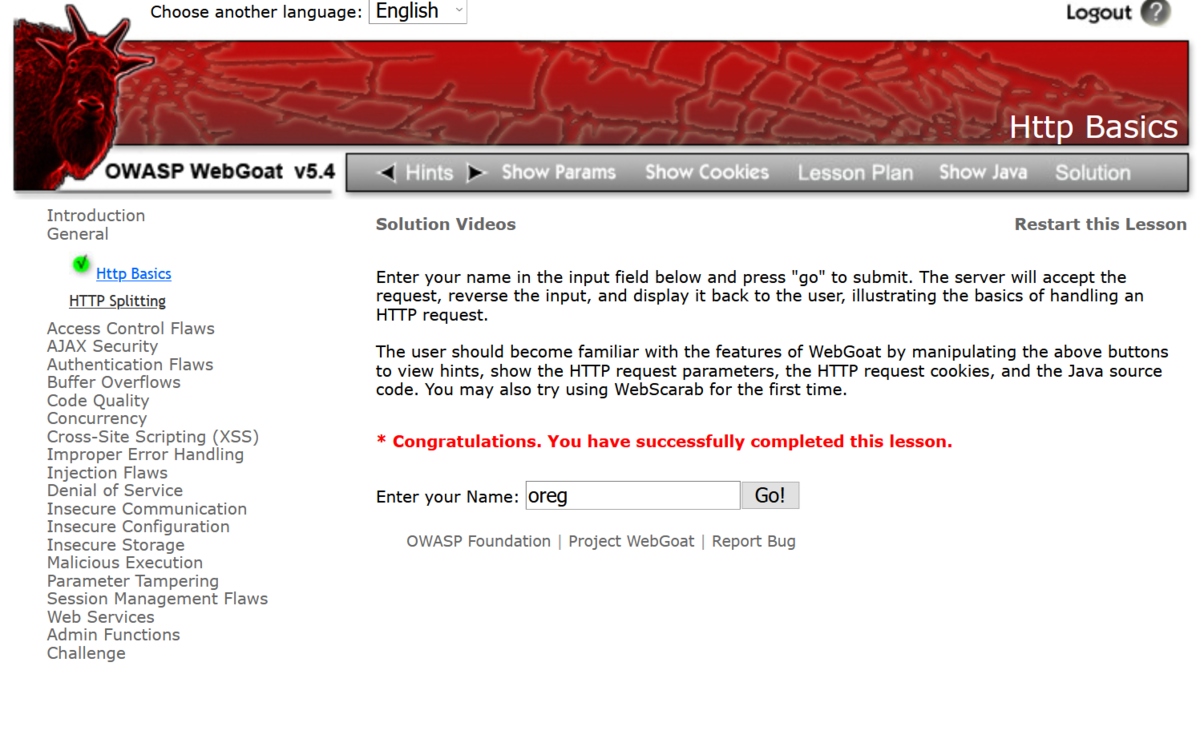 Choose another language: English
Logout ?
Http Basics
OWASP WebGoat v5.4
Hints Show Params Show Cookies Lesson Plan Show Java Solution
Introduction
General
Http Basics
HTTP Splitting
Access Control Flaws
AJAX Security
Authentication Flaws
Buffer Overflows
Code Quality
Concurrency
Cross-Site Scripting (XSS)
Improper Error Handling
Injection Flaws
Denial of Service
Insecure Communication
Insecure Configuration
Insecure Storage
Malicious Execution
Parameter Tampering
Session Management Flaws
Web Services
Admin Functions
Challenge
Solution Videos
Restart this Lesson
Enter your name in the input field below and press "go" to submit. The server will accept the
request, reverse the input, and display it back to the user, illustrating the basics of handling an
HTTP request.
The user should become familiar with the features of WebGoat by manipulating the above buttons
to view hints, show the HTTP request parameters, the HTTP request cookies, and the Java source
code. You may also try using WebScarab for the first time.
* Congratulations. You have successfully completed this lesson.
Enter your Name: oreg Go!
OWASP Foundation | Project WebGoat | Report Bug